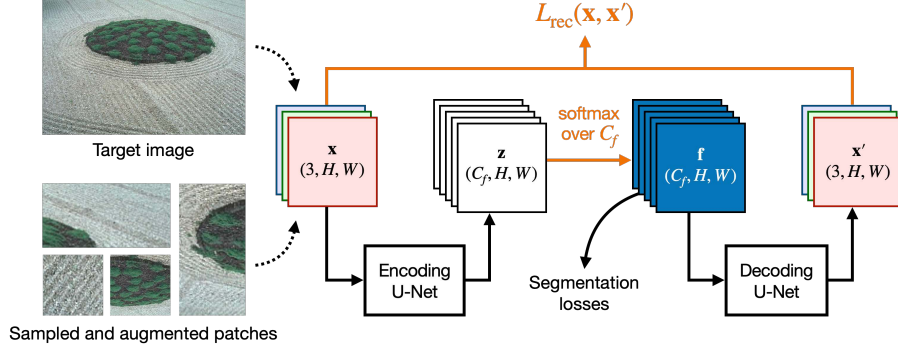 L_rec(x, x′)
Target image
x
(3, H, W)
z
(C_f, H, W)
softmax
over C_f
f
(C_f, H, W)
x′
(3, H, W)
Encoding
U-Net
Segmentation
losses
Decoding
U-Net
Sampled and augmented patches